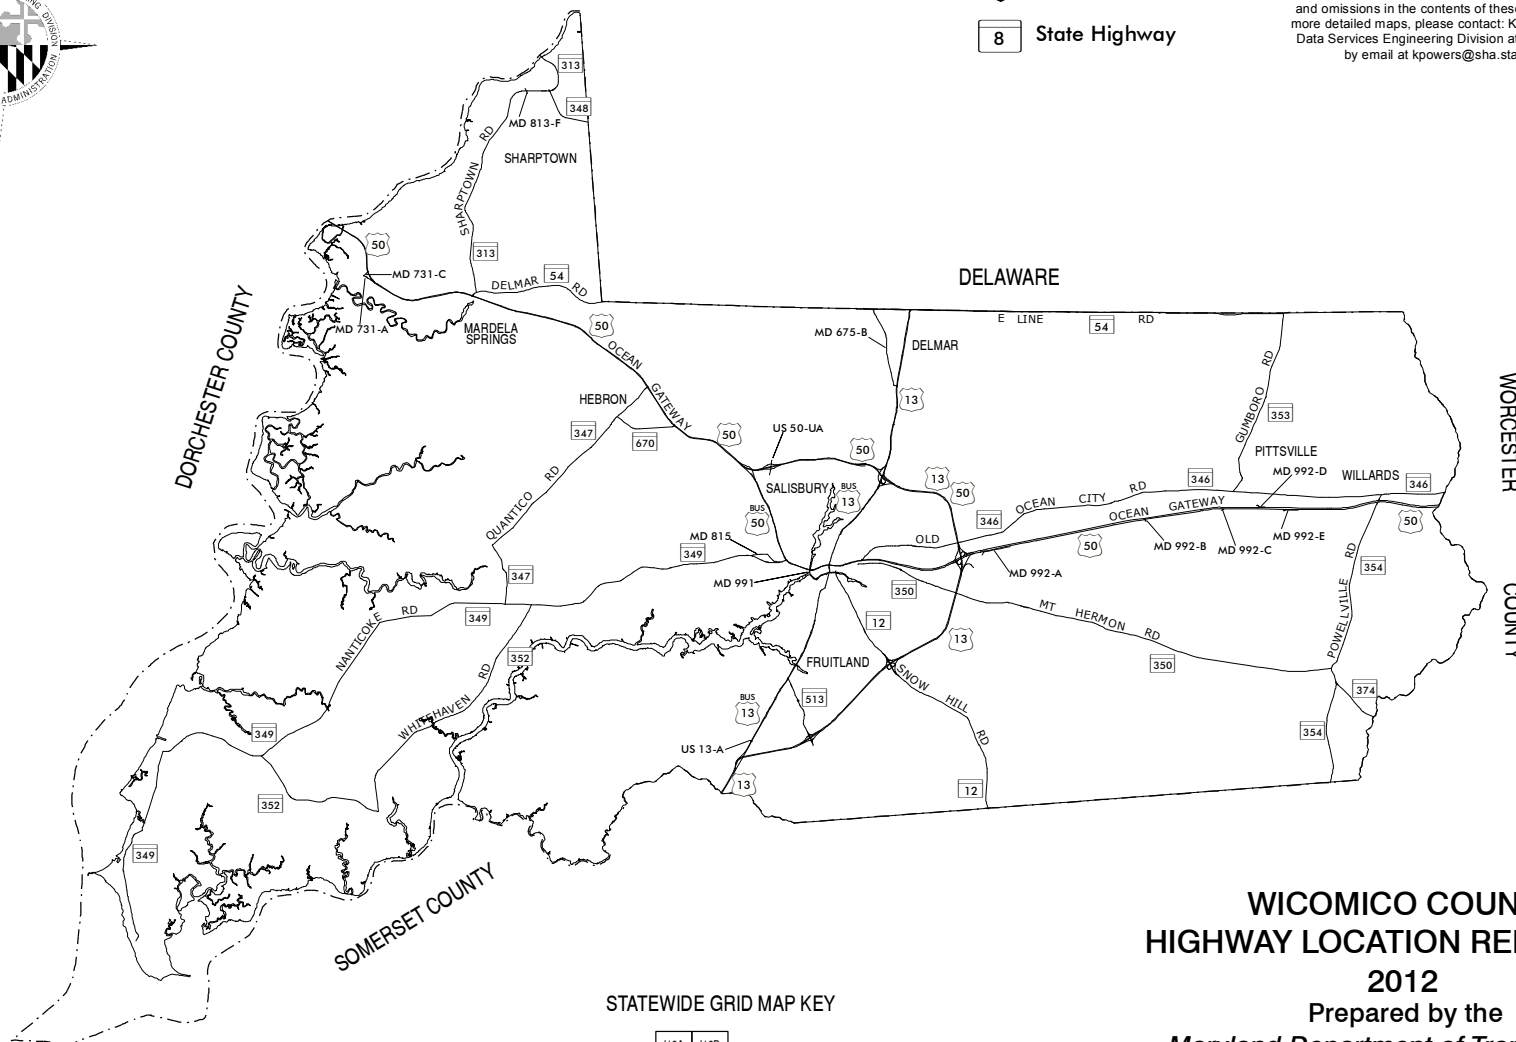 ING DIVISION
ADMINISTRATION
8 State Highway
and omissions in the contents of these
more detailed maps, please contact: K
Data Services Engineering Division at
by email at kpowers@sha.sta
313
348
MD 813-F
SHARPTOWN RD
SHARPTOWN
50
313
MD 731-C
DELMAR RD
54
MD 731-A
MARDELA
SPRINGS
DORCHESTER COUNTY
DELAWARE
50
OCEAN GATEWAY
MD 675-B
DELMAR
E LINE RD
54
13
HEBRON
347
670
50
US 50-UA
50
GUMBORO RD
353
PITTSVILLE
WORCESTER COUNTY
QUANTICO RD
SALISBURY
BUS
13
13
50
346
MD 992-D
WILLARDS
346
BUS
50
346
OLD OCEAN CITY RD
OCEAN GATEWAY
50
50
MD 992-B
MD 992-C
MD 992-E
MD 815
349
MD 991
MD 992-A
347
350
354
349
NANTICOKE RD
12
MT HERMON RD
350
POWELLVILLE RD
13
352
WHITEHAVEN RD
FRUITLAND
SNOW HILL RD
374
BUS
13
513
349
354
US 13-A
13
12
352
349
SOMERSET COUNTY
WICOMICO COUN
HIGHWAY LOCATION RE
2012
Prepared by the
STATEWIDE GRID MAP KEY